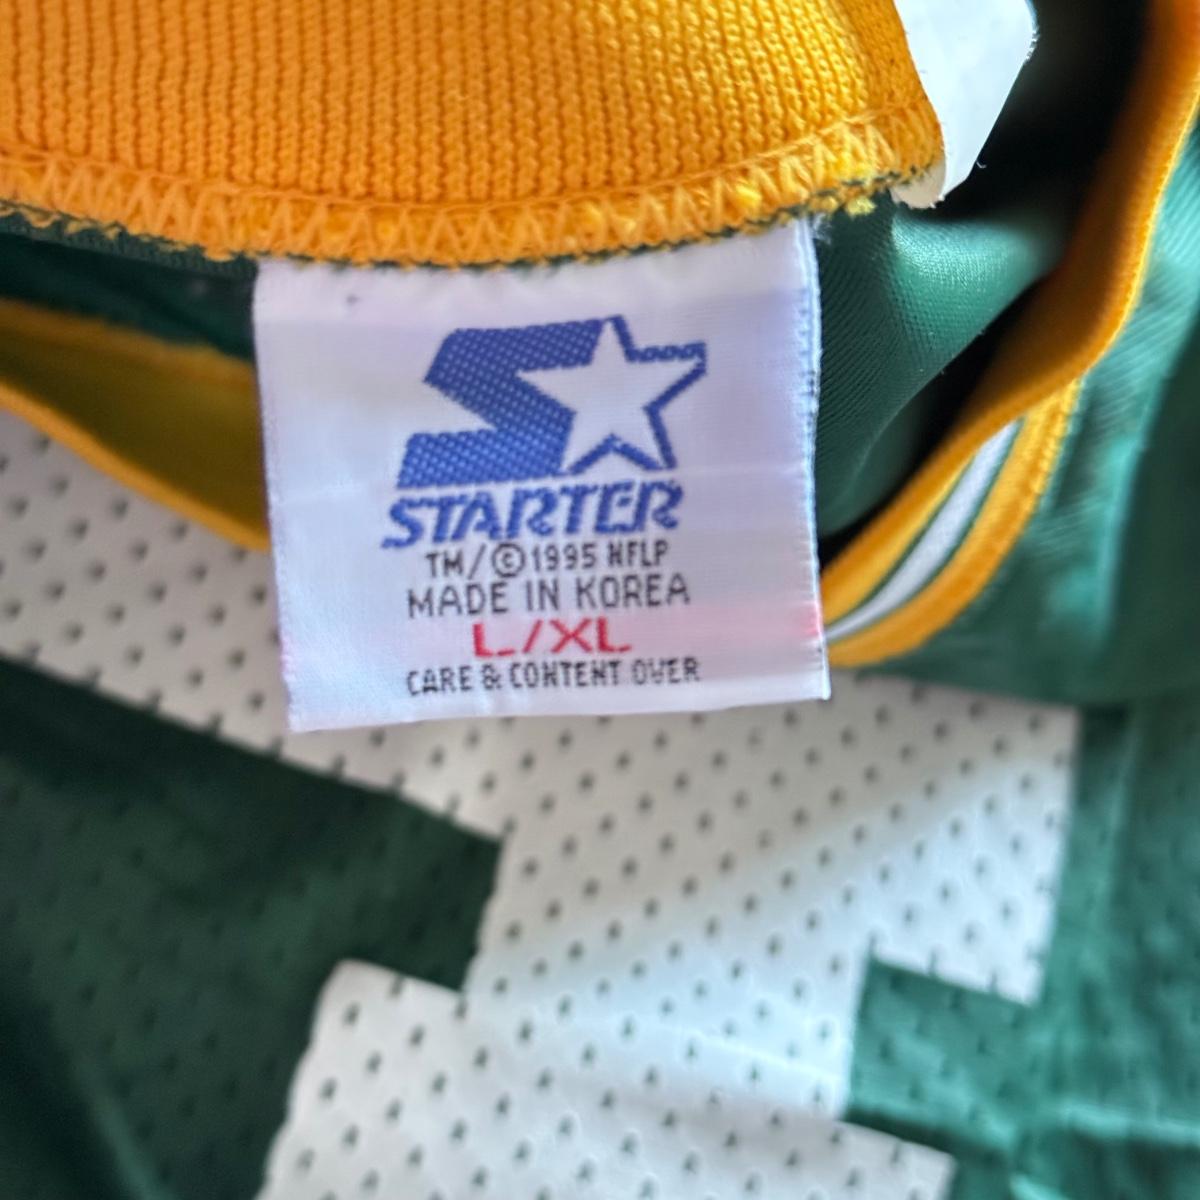 STARTER
TM/©1995 NFLP
MADE IN KOREA
L/XL
CARE & CONTENT OVER